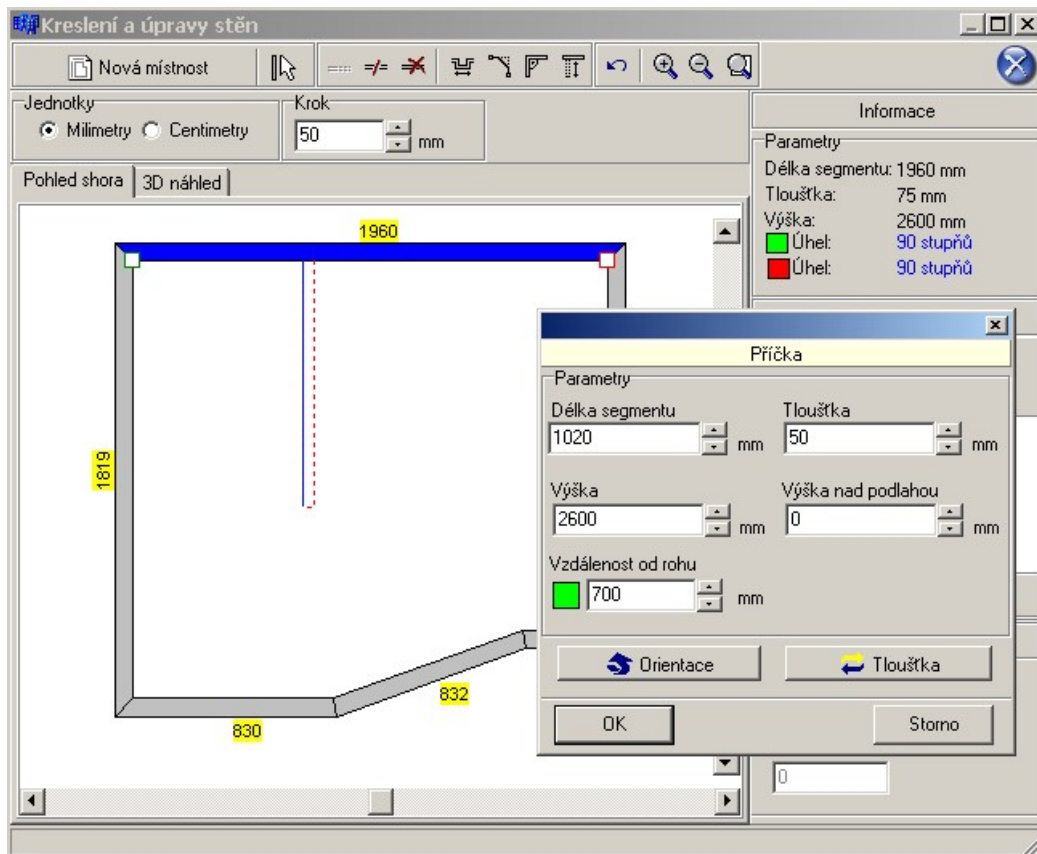 Kreslení a úpravy stěn
Nová místnost
Jednotky
Milimetry
Centimetry
Krok
50
mm
Pohled shora
3D náhled
1960
1819
830
832
Informace
Parametry
Délka segmentu: 1960 mm
Tloušťka: 75 mm
Výška: 2600 mm
Úhel: 90 stupňů
Úhel: 90 stupňů
Příčka
Parametry
Délka segmentu
1020
mm
Tloušťka
50
mm
Výška
2600
mm
Výška nad podlahou
0
mm
Vzdálenost od rohu
700
mm
Orientace
Tloušťka
OK
Storno
0